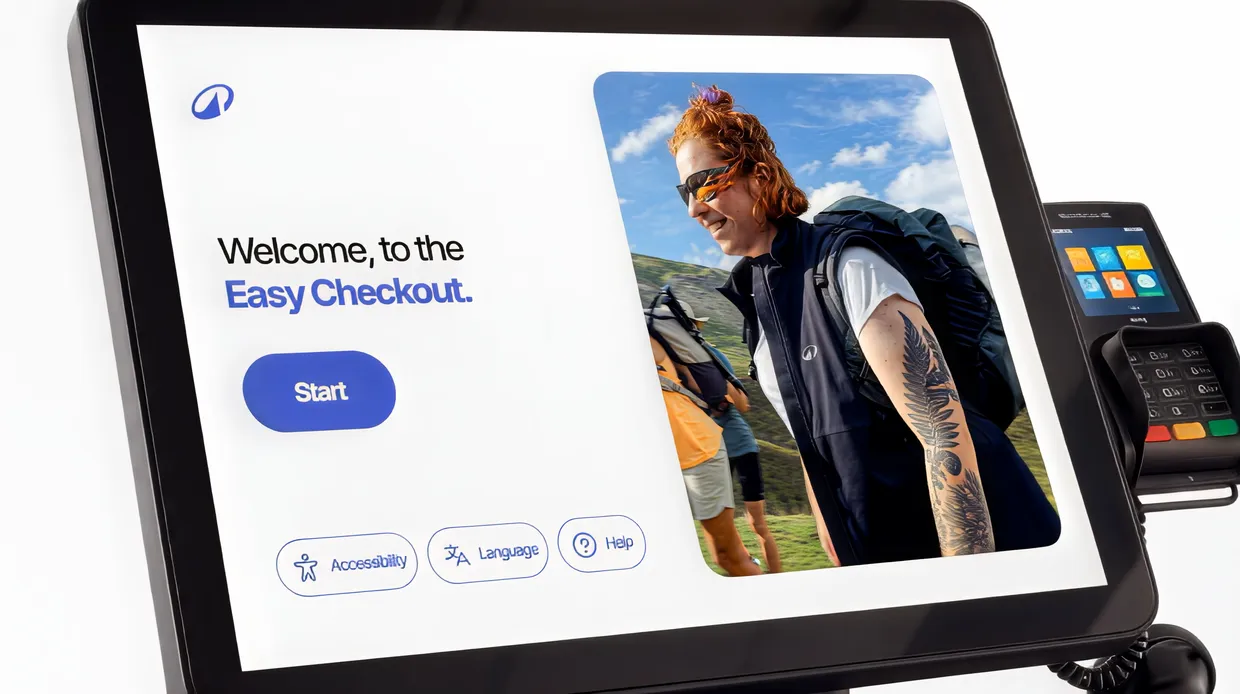 Welcome, to the
Easy Checkout.
Start
Accessibility
Language
Help